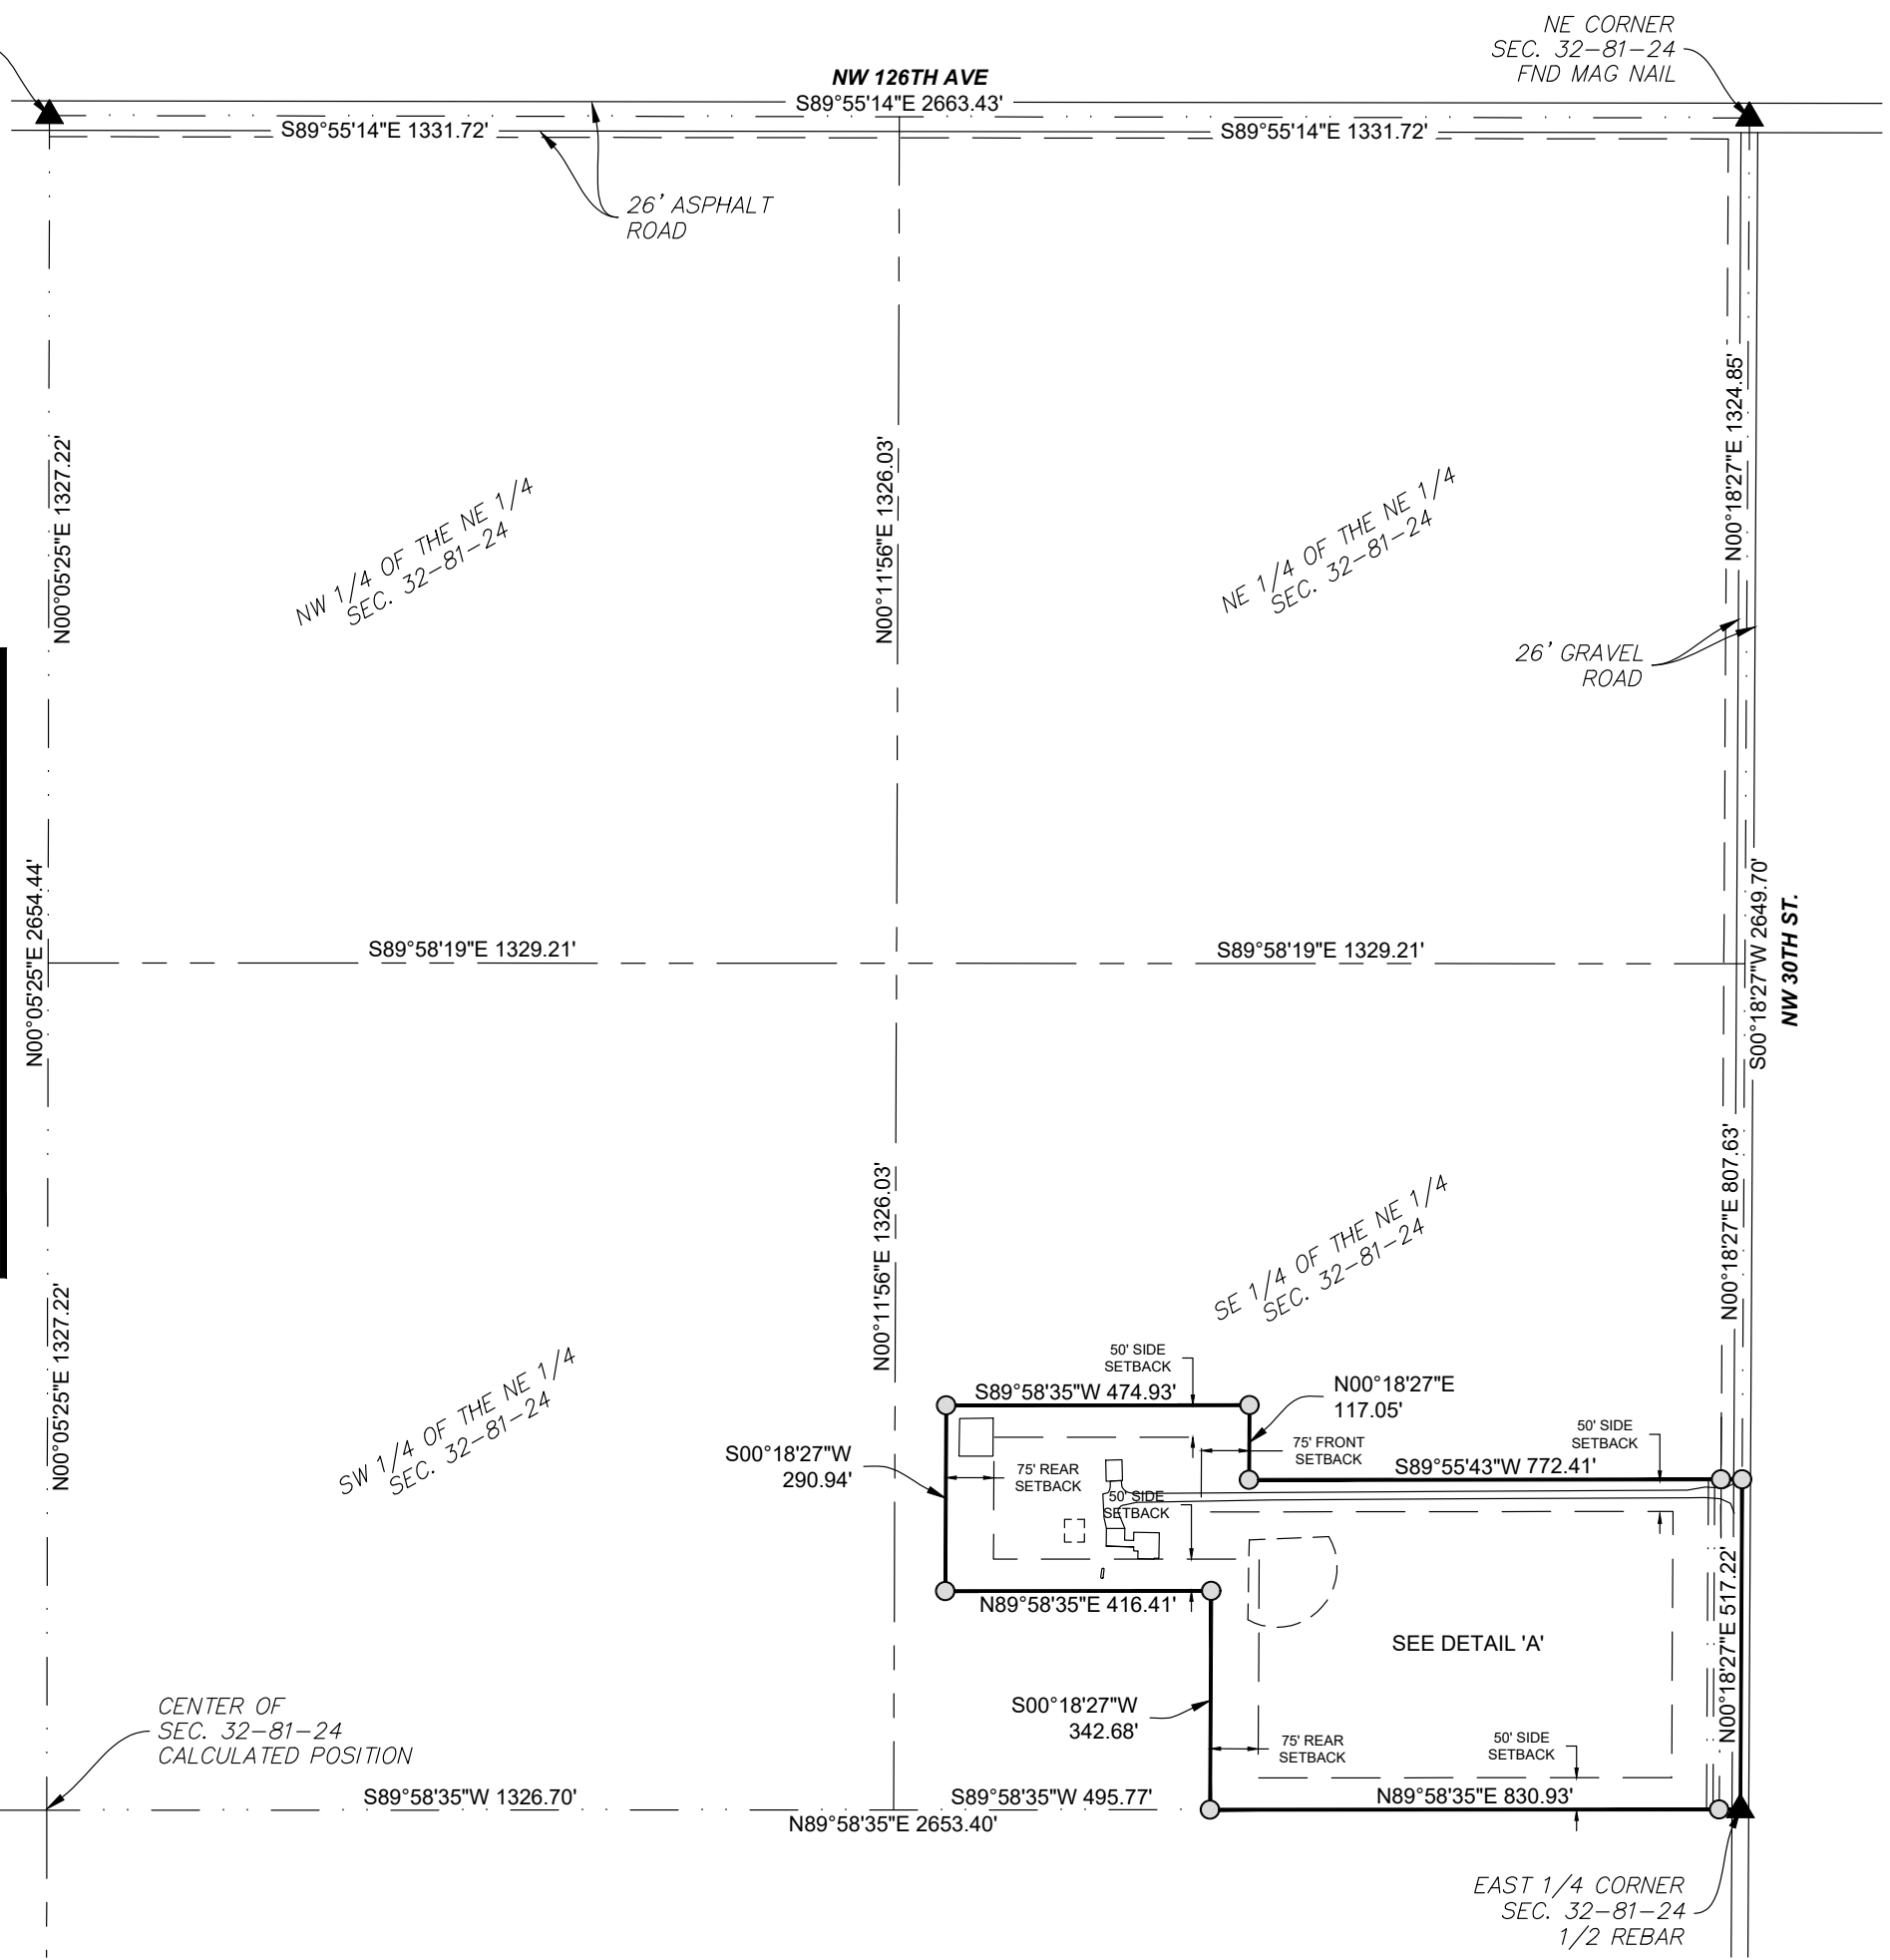 NE CORNER
SEC. 32-81-24
FND MAG NAIL
NW 126TH AVE
S89°55'14"E 2663.43'
S89°55'14"E 1331.72'
S89°55'14"E 1331.72'
26' ASPHALT
ROAD
N00°05'25"E 1327.22'
N00°11'56"E 1326.03'
N00°18'27"E 1324.85'
NW 1/4 OF THE NE 1/4
SEC. 32-81-24
NE 1/4 OF THE NE 1/4
SEC. 32-81-24
26' GRAVEL
ROAD
N00°05'25"E 2654.44'
S89°58'19"E 1329.21'
S89°58'19"E 1329.21'
S00°18'27"W 2649.70'
NW 30TH ST.
N00°11'56"E 1326.03'
N00°18'27"E 807.63'
SE 1/4 OF THE NE 1/4
SEC. 32-81-24
N00°05'25"E 1327.22'
SW 1/4 OF THE NE 1/4
SEC. 32-81-24
50' SIDE
SETBACK
S89°58'35"W 474.93'
N00°18'27"E
117.05'
75' FRONT
SETBACK
50' SIDE
SETBACK
S00°18'27"W
290.94'
75' REAR
SETBACK
S89°55'43"W 772.41'
50' SIDE
SETBACK
N89°58'35"E 416.41'
N00°18'27"E 517.22'
SEE DETAIL 'A'
S00°18'27"W
342.68'
75' REAR
SETBACK
50' SIDE
SETBACK
CENTER OF
SEC. 32-81-24
CALCULATED POSITION
S89°58'35"W 1326.70'
S89°58'35"W 495.77'
N89°58'35"E 830.93'
N89°58'35"E 2653.40'
EAST 1/4 CORNER
SEC. 32-81-24
1/2 REBAR